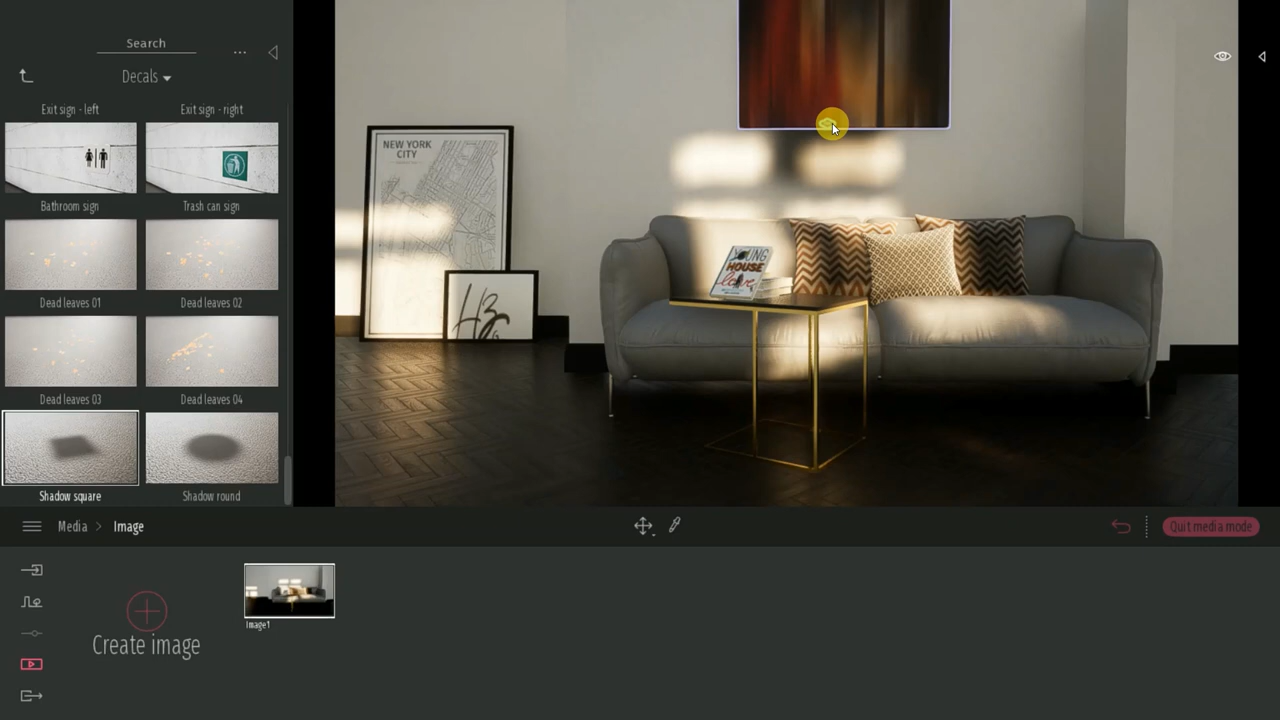 Search
...
Decals
Exit sign - left
Exit sign - right
Bathroom sign
Trash can sign
Dead leaves 01
Dead leaves 02
Dead leaves 03
Dead leaves 04
Shadow square
Shadow round
NEW YORK
CITY
YOUNG
HOUSE
love
Media > Image
Quit media mode
Create image
Image1